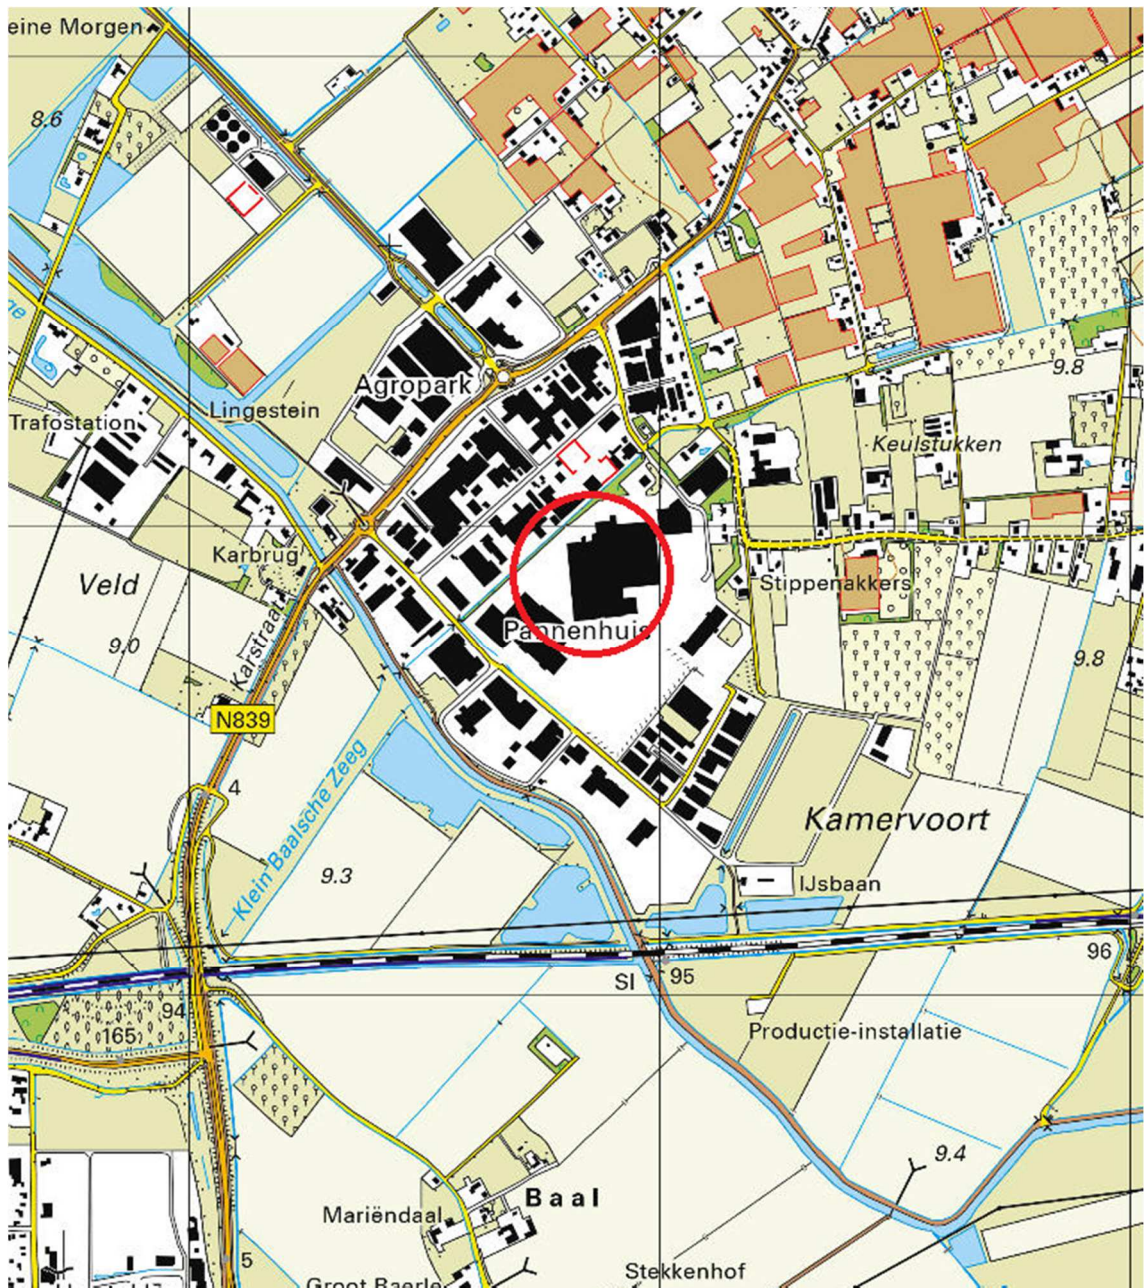 eine Morgen
8.6
ge
Agropark
Lingestein
Trafostation
9.8
Keulstukken
Karbrug
Veld
9.0
Karstraat
Stippenakkers
Pannenhuis
9.8
N839
4
Klein Baalsche Zeeg
9.3
Kamervoort
IJsbaan
96
95
Sl
94
165
Productie-installatie
9.4
Baal
Mariëndaal
5
Stekkenhof
Groot Baerle